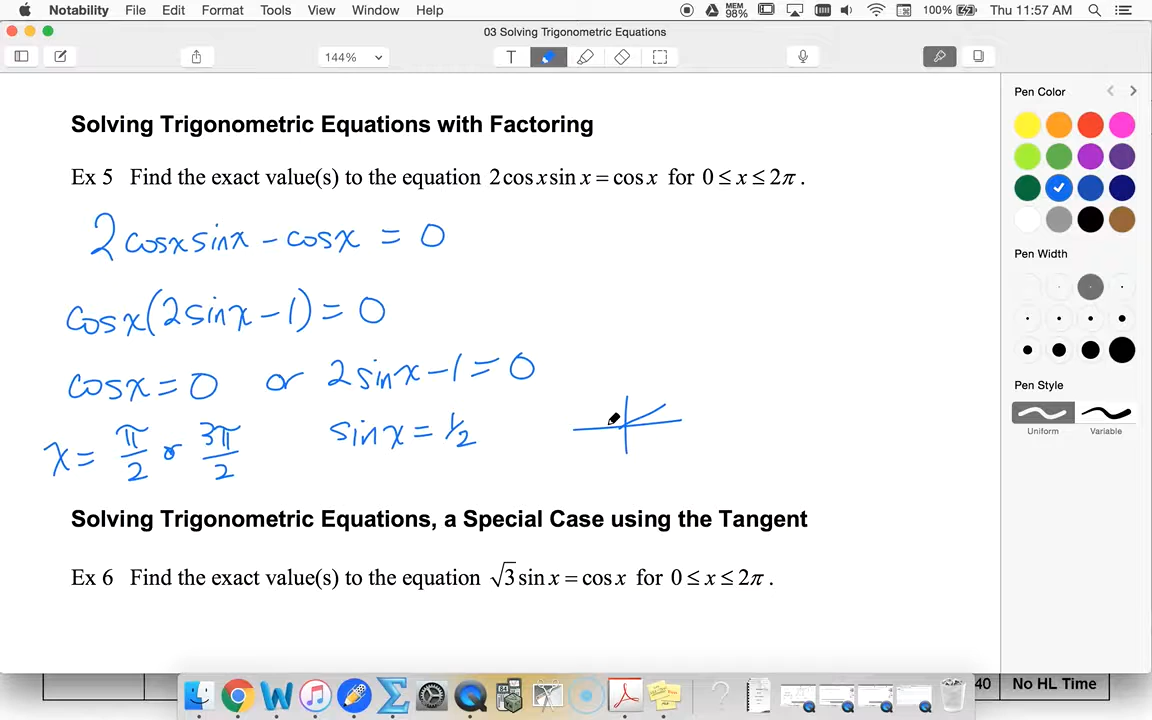 Notability File Edit Format Tools View Window Help MEM 98% 100% Thu 11:57 AM
03 Solving Trigonometric Equations
144% T
Pen Color
Solving Trigonometric Equations with Factoring
Ex 5 Find the exact value(s) to the equation 2cos x sin x = cos x for 0 ≤ x ≤ 2π.
2cosxsinx - cosx = 0
Pen Width
cosx(2sinx - 1) = 0
cosx = 0 or 2sinx - 1 = 0
Pen Style
Uniform Variable
x = π/2 or 3π/2 sinx = 1/2
Solving Trigonometric Equations, a Special Case using the Tangent
Ex 6 Find the exact value(s) to the equation √3 sin x = cos x for 0 ≤ x ≤ 2π.
40 No HL Time